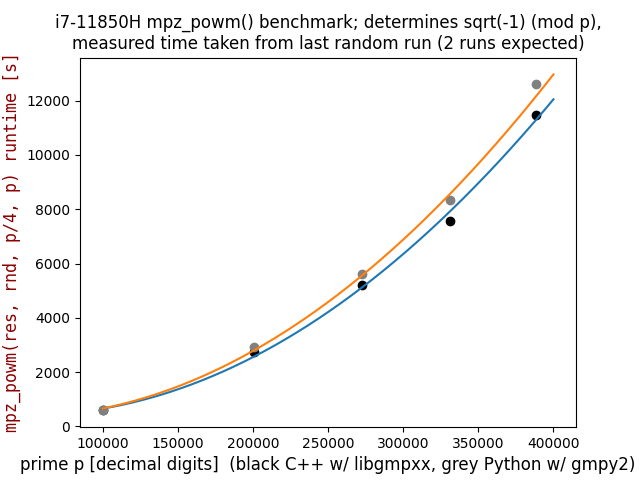 i7-11850H mpz_powm() benchmark; determines sqrt(-1) (mod p),
measured time taken from last random run (2 runs expected)
mpz_powm(res, rnd, p/4, p) runtime [s]
12000
10000
8000
6000
4000
2000
0
100000 150000 200000 250000 300000 350000 400000
prime p [decimal digits]  (black C++ w/ libgmpxx, grey Python w/ gmpy2)